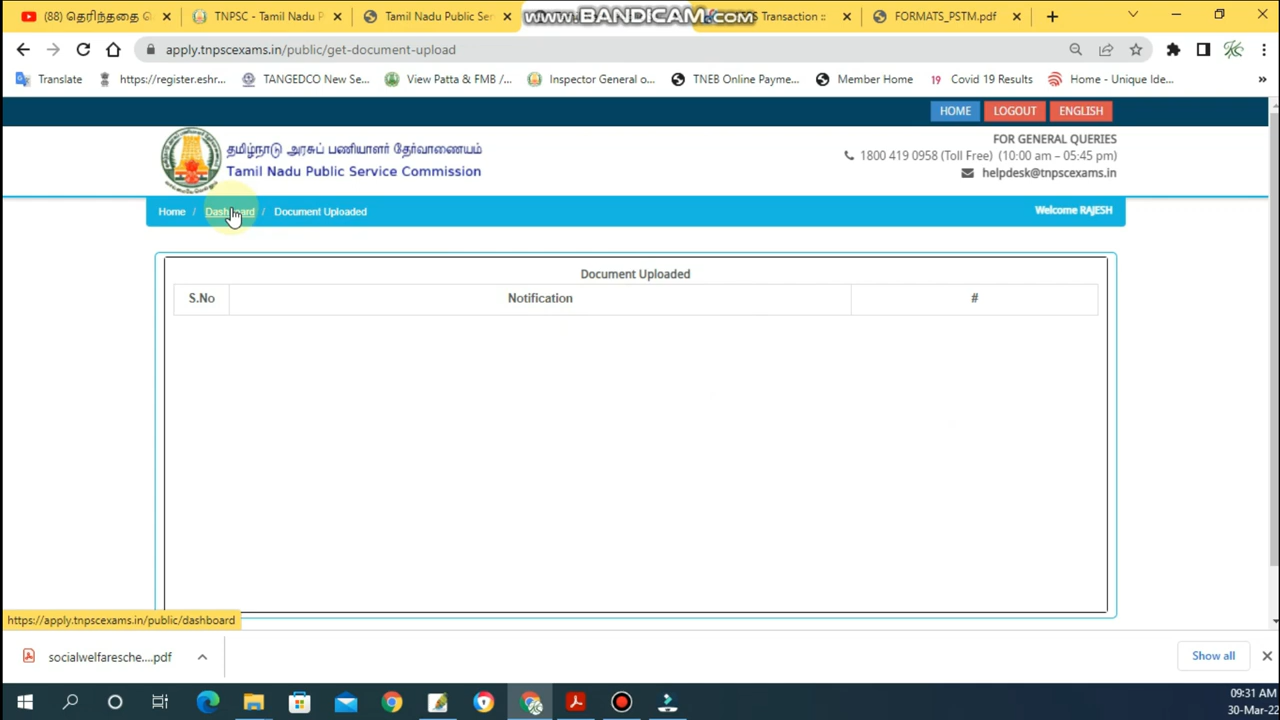 (88) தெரிந்ததை
TNPSC - Tamil Nadu P
Tamil Nadu Public Ser
www.BANDICAM.com
S Transaction ::
FORMATS_PSTM.pdf
apply.tnpscexams.in/public/get-document-upload
Translate
https://register.eshr...
TANGEDCO New Se...
View Patta & FMB /...
Inspector General o...
TNEB Online Payme...
Member Home
19 Covid 19 Results
Home - Unique Ide...
»
HOME
LOGOUT
ENGLISH
தமிழ்நாடு அரசுப் பணியாளர் தேர்வாணையம்
Tamil Nadu Public Service Commission
FOR GENERAL QUERIES
1800 419 0958 (Toll Free) (10:00 am – 05:45 pm)
helpdesk@tnpscexams.in
Home / Dashboard / Document Uploaded
Welcome RAJESH
Document Uploaded
S.No Notification #
https://apply.tnpscexams.in/public/dashboard
socialwelfaresche....pdf
Show all
09:31 AM
30-Mar-22